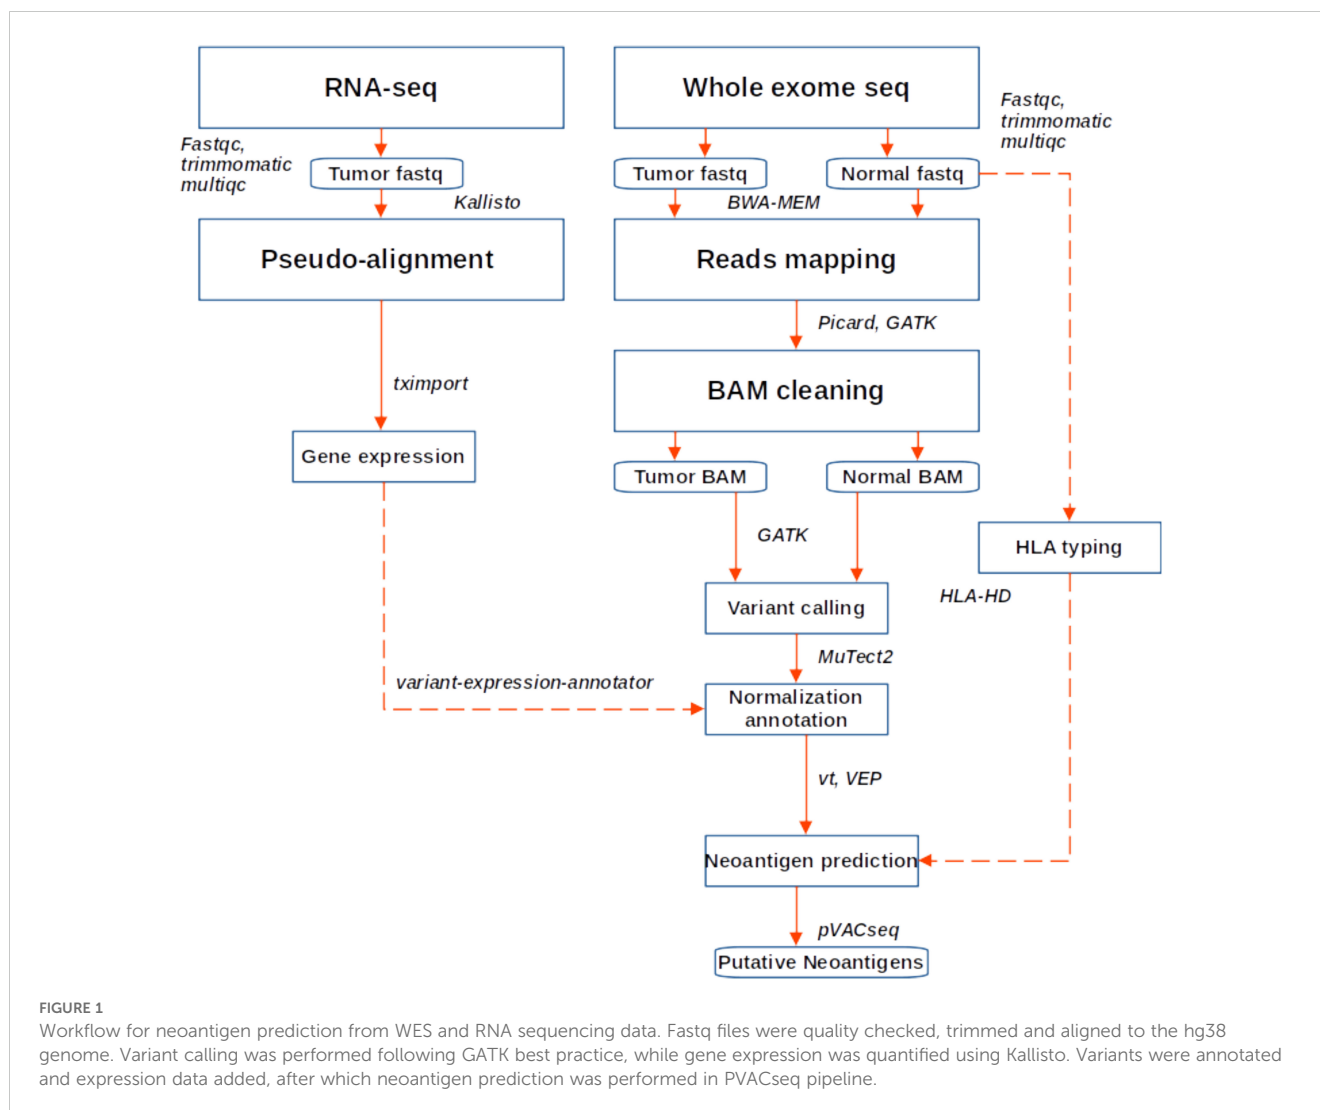 RNA-seq
Whole exome seq
Fastqc,
trimmomatic
multiqc
Fastqc,
trimmomatic
multiqc
Tumor fastq
Tumor fastq
Normal fastq
Kallisto
BWA-MEM
Pseudo-alignment
Reads mapping
Picard, GATK
tximport
BAM cleaning
Gene expression
Tumor BAM
Normal BAM
GATK
HLA typing
HLA-HD
Variant calling
MuTect2
variant-expression-annotator
Normalization
annotation
vt, VEP
Neoantigen prediction
pVACseq
Putative Neoantigens
FIGURE 1
Workflow for neoantigen prediction from WES and RNA sequencing data. Fastq files were quality checked, trimmed and aligned to the hg38
genome. Variant calling was performed following GATK best practice, while gene expression was quantified using Kallisto. Variants were annotated
and expression data added, after which neoantigen prediction was performed in PVACseq pipeline.